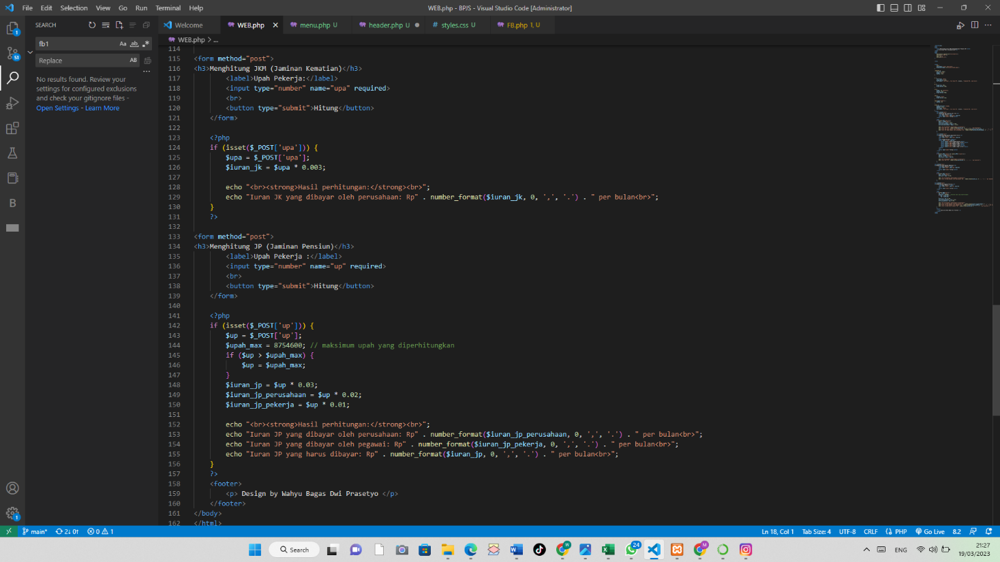 File Edit Selection View Go Run Terminal Help
WEB.php - BPJS - Visual Studio Code [Administrator]
SEARCH
Welcome
WEB.php
menu.php U
header.php U
styles.css U
FB.php 1, U
WEB.php > ...
fb1
Aa ab .*
Replace
AB
No results found. Review your
settings for configured exclusions
and check your gitignore files -
Open Settings - Learn More
1
51
B
1
114
115 <form method="post">
116 <h3>Menghitung JKM (Jaminan Kematian)</h3>
117 <label>Upah Pekerja:</label>
118 <input type="number" name="upa" required>
119 <br>
120 <button type="submit">Hitung</button>
121 </form>
122
123 <?php
124 if (isset($_POST['upa'])) {
125 $upa = $_POST['upa'];
126 $iuran_jk = $upa * 0.003;
127
128 echo "<br><strong>Hasil perhitungan:</strong><br>";
129 echo "Iuran JK yang dibayar oleh perusahaan: Rp" . number_format($iuran_jk, 0, ',', '.') . " per bulan<br>";
130 }
131 ?>
132
133 <form method="post">
134 <h3>Menghitung JP (Jaminan Pensiun)</h3>
135 <label>Upah Pekerja :</label>
136 <input type="number" name="up" required>
137 <br>
138 <button type="submit">Hitung</button>
139 </form>
140
141 <?php
142 if (isset($_POST['up'])) {
143 $up = $_POST['up'];
144 $upah_max = 8754600; // maksimum upah yang diperhitungkan
145 if ($up > $upah_max) {
146 $up = $upah_max;
147 }
148 $iuran_jp = $up * 0.03;
149 $iuran_jp_perusahaan = $up * 0.02;
150 $iuran_jp_pekerja = $up * 0.01;
151
152 echo "<br><strong>Hasil perhitungan:</strong><br>";
153 echo "Iuran JP yang dibayar oleh perusahaan: Rp" . number_format($iuran_jp_perusahaan, 0, ',', '.') . " per bulan<br>";
154 echo "Iuran JP yang dibayar oleh pegawai: Rp" . number_format($iuran_jp_pekerja, 0, ',', '.') . " per bulan<br>";
155 echo "Iuran JP yang harus dibayar: Rp" . number_format($iuran_jp, 0, ',', '.') . " per bulan<br>";
156 }
157 ?>
158 <footer>
159 <p> Design by Wahyu Bagas Dwi Prasetyo </p>
160 </footer>
161 </body>
162 </html>
main* 2↓ 0↑ 0 1
Ln 18, Col 1 Tab Size: 4 UTF-8 CRLF PHP Go Live 8.2
Search
W
24
M
ENG
21:27
19/03/2023